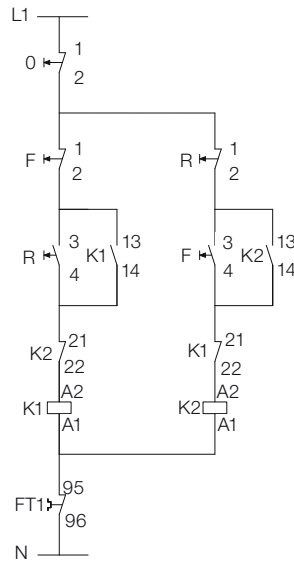 L1
1
0
2
F 1 R 1
2 2
3 13 3 13
R K1 F K2
4 14 4 14
K2 21 K1 21
22 22
A2 A2
K1 K2
A1 A1
95
FT1
96
N